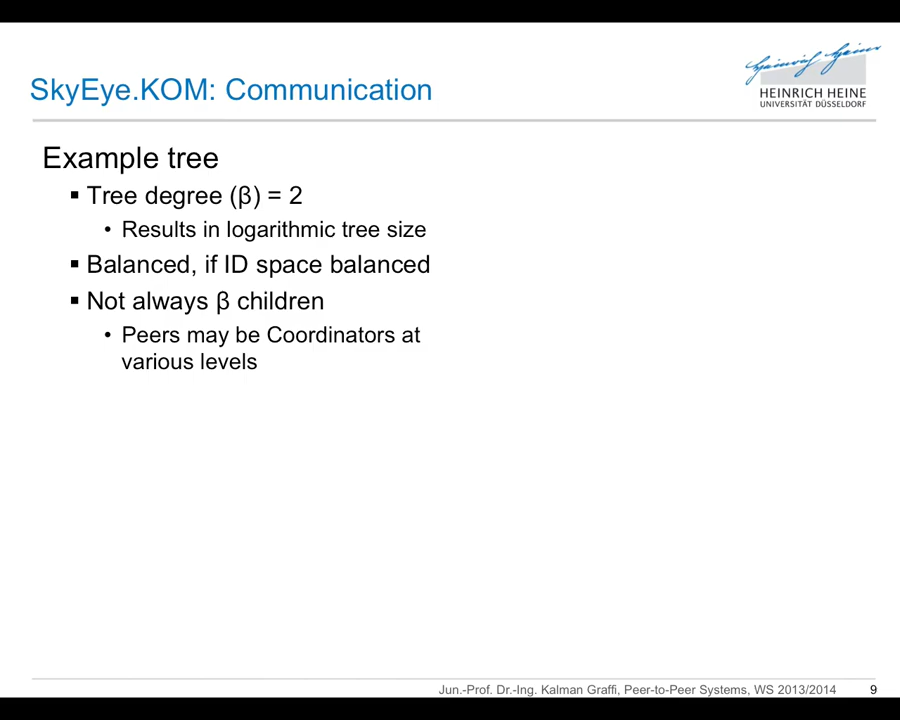 SkyEye.KOM: Communication
Heinrich Heine
HEINRICH HEINE
UNIVERSITÄT DÜSSELDORF
Example tree
▪ Tree degree (β) = 2
• Results in logarithmic tree size
▪ Balanced, if ID space balanced
▪ Not always β children
• Peers may be Coordinators at
various levels
Jun.-Prof. Dr.-Ing. Kalman Graffi, Peer-to-Peer Systems, WS 2013/2014 9